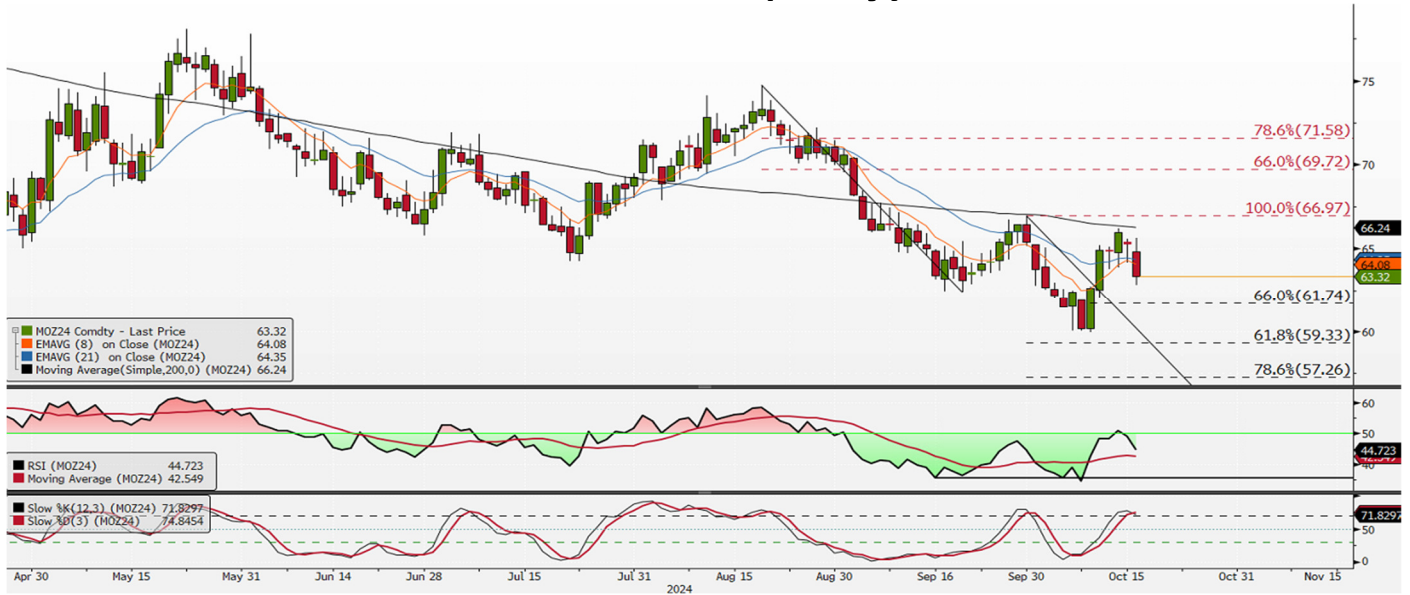 75
78.6%(71.58)
70
66.0%(69.72)
100.0%(66.97)
66.24
65
64.08
63.32
66.0%(61.74)
60
61.8%(59.33)
78.6%(57.26)
MOZ24 Comdty - Last Price 63.32
EMAVG (8) on Close (MOZ24) 64.08
EMAVG (21) on Close (MOZ24) 64.35
Moving Average(Simple,200,0) (MOZ24) 66.24
60
50
44.723
40
RSI (MOZ24) 44.723
Moving Average (MOZ24) 42.549
Slow %K(12,3) (MOZ24) 71.8297
Slow %D(3) (MOZ24) 74.8454
71.8297
50
0
Apr 30 May 15 May 31 Jun 14 Jun 28 Jul 15 Jul 31 Aug 15 Aug 30 Sep 16 Sep 30 Oct 15 Oct 31 Nov 15
2024